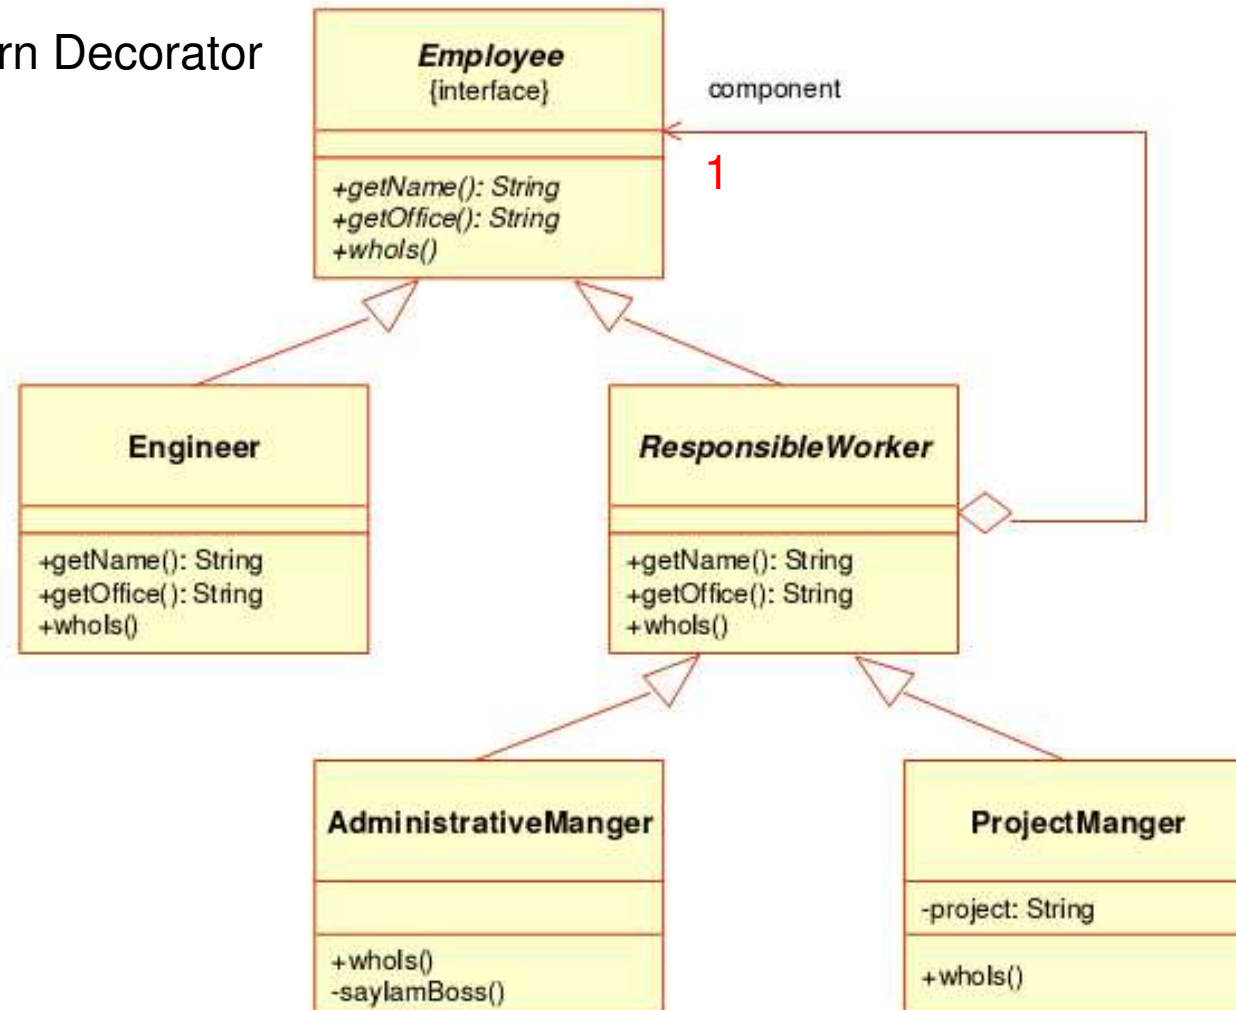 rn Decorator
Employee
{interface}
component
1
+getName(): String
+getOffice(): String
+whoIs()
Engineer
+getName(): String
+getOffice(): String
+whoIs()
ResponsibleWorker
+getName(): String
+getOffice(): String
+whoIs()
AdministrativeManger
+whoIs()
-sayIamBoss()
ProjectManger
-project: String
+whoIs()